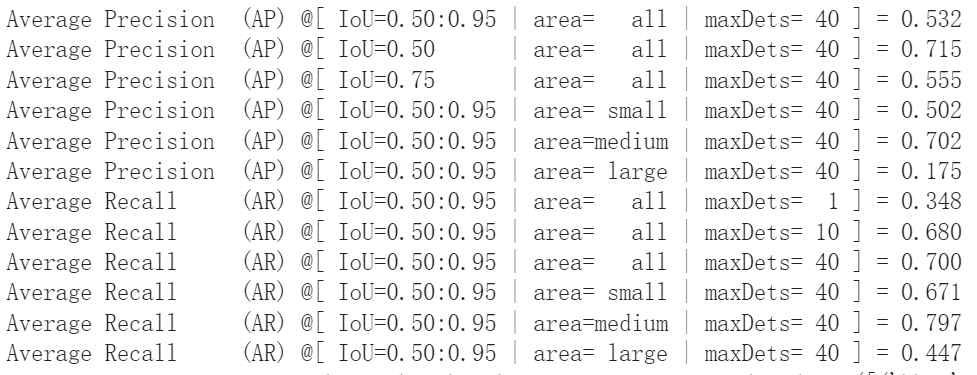 Average Precision  (AP) @[ IoU=0.50:0.95 | area=   all | maxDets= 40 ] = 0.532
Average Precision  (AP) @[ IoU=0.50      | area=   all | maxDets= 40 ] = 0.715
Average Precision  (AP) @[ IoU=0.75      | area=   all | maxDets= 40 ] = 0.555
Average Precision  (AP) @[ IoU=0.50:0.95 | area= small | maxDets= 40 ] = 0.502
Average Precision  (AP) @[ IoU=0.50:0.95 | area=medium | maxDets= 40 ] = 0.702
Average Precision  (AP) @[ IoU=0.50:0.95 | area= large | maxDets= 40 ] = 0.175
Average Recall     (AR) @[ IoU=0.50:0.95 | area=   all | maxDets=  1 ] = 0.348
Average Recall     (AR) @[ IoU=0.50:0.95 | area=   all | maxDets= 10 ] = 0.680
Average Recall     (AR) @[ IoU=0.50:0.95 | area=   all | maxDets= 40 ] = 0.700
Average Recall     (AR) @[ IoU=0.50:0.95 | area= small | maxDets= 40 ] = 0.671
Average Recall     (AR) @[ IoU=0.50:0.95 | area=medium | maxDets= 40 ] = 0.797
Average Recall     (AR) @[ IoU=0.50:0.95 | area= large | maxDets= 40 ] = 0.447